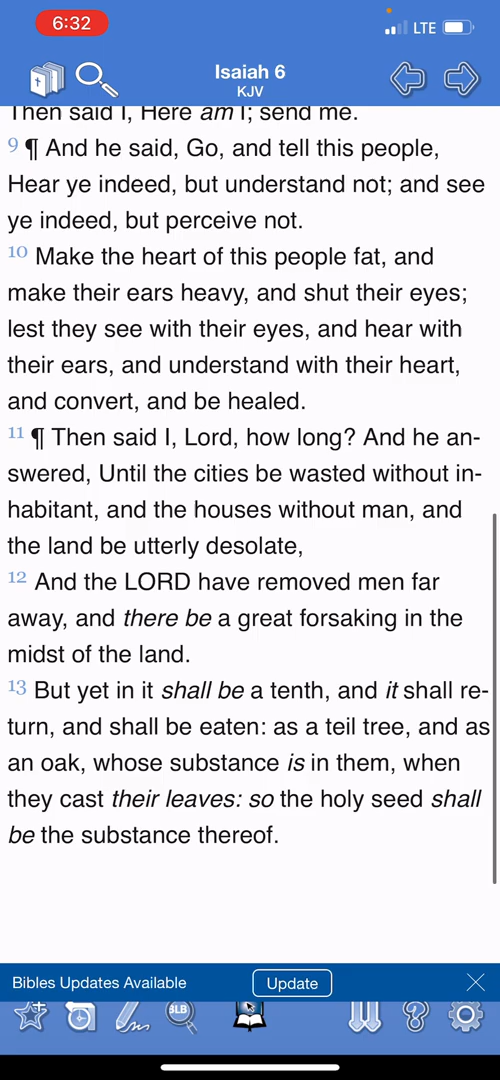 6:32
LTE
Isaiah 6
KJV
Then said I, Here am I; send me.
9 ¶ And he said, Go, and tell this people,
Hear ye indeed, but understand not; and see
ye indeed, but perceive not.
10 Make the heart of this people fat, and
make their ears heavy, and shut their eyes;
lest they see with their eyes, and hear with
their ears, and understand with their heart,
and convert, and be healed.
11 ¶ Then said I, Lord, how long? And he an-
swered, Until the cities be wasted without in-
habitant, and the houses without man, and
the land be utterly desolate,
12 And the LORD have removed men far
away, and there be a great forsaking in the
midst of the land.
13 But yet in it shall be a tenth, and it shall re-
turn, and shall be eaten: as a teil tree, and as
an oak, whose substance is in them, when
they cast their leaves: so the holy seed shall
be the substance thereof.
Bibles Updates Available
Update
BLB